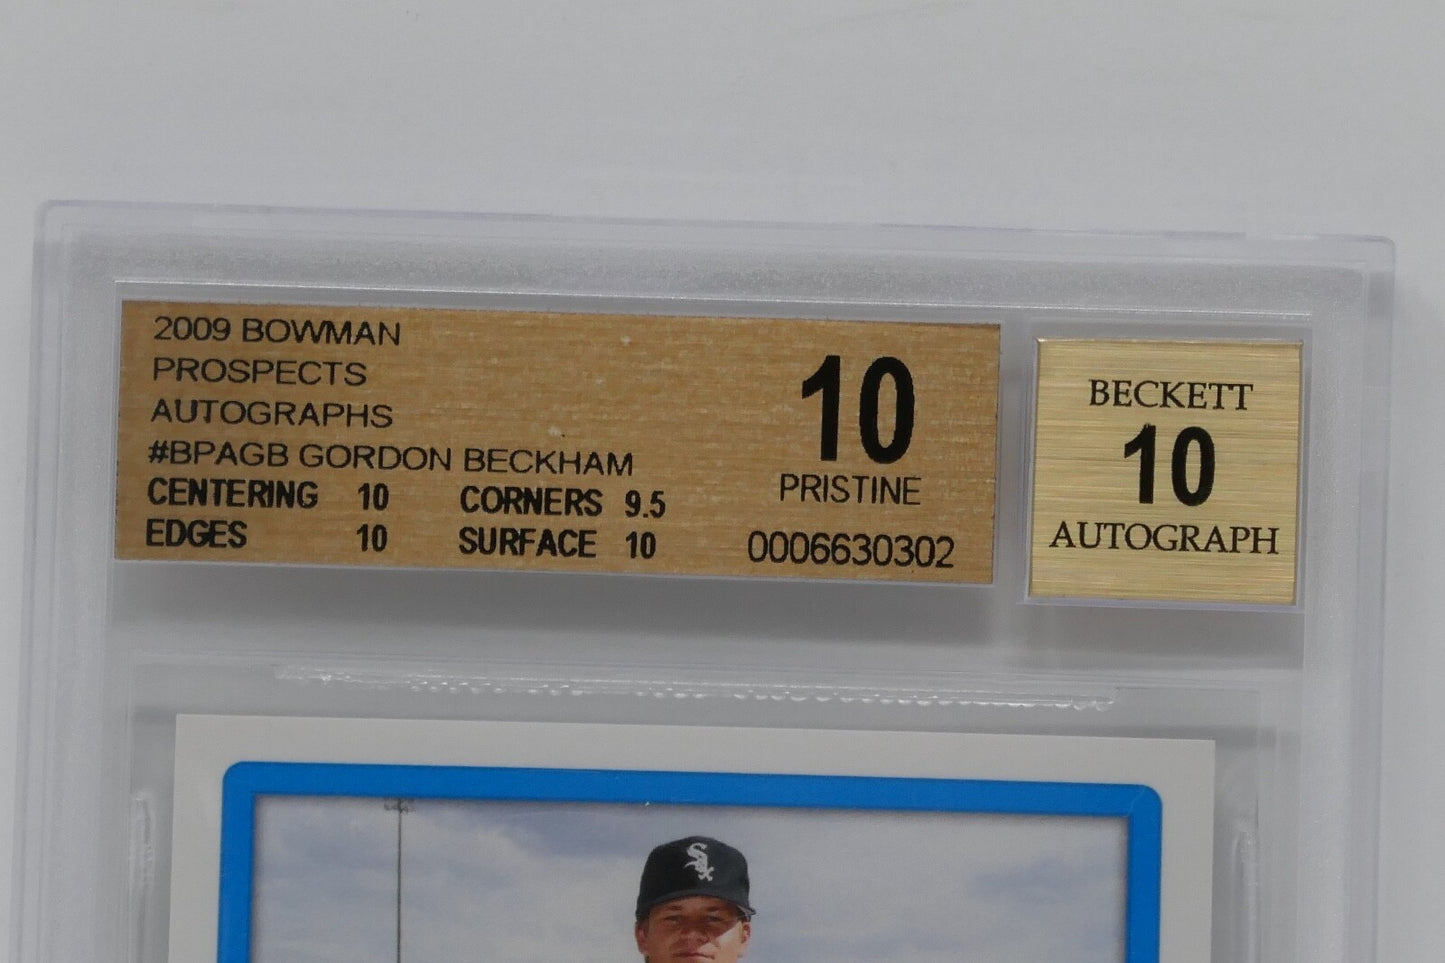 2009 BOWMAN
PROSPECTS
AUTOGRAPHS
#BPAGB GORDON BECKHAM
CENTERING 10 CORNERS 9.5
EDGES 10 SURFACE 10
10
PRISTINE
0006630302
BECKETT
10
AUTOGRAPH
Sox